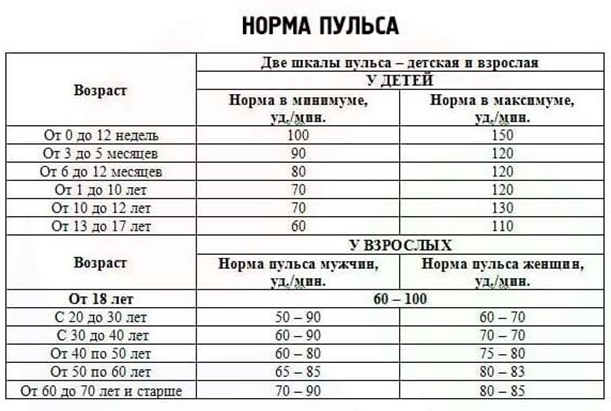 НОРМА ПУЛЬСА
Возраст
Две шкалы пульса – детская и взрослая
У ДЕТЕЙ
Норма в минимуме, уд./мин.
Норма в максимуме, уд./мин.
От 0 до 12 недель 100 150
От 3 до 5 месяцев 90 120
От 6 до 12 месяцев 80 120
От 1 до 10 лет 70 120
От 10 до 12 лет 70 130
От 13 до 17 лет 60 110
Возраст
У ВЗРОСЛЫХ
Норма пульса мужчин, уд./мин.
Норма пульса женщин, уд./мин.
От 18 лет 60 – 100
С 20 до 30 лет 50 – 90 60 – 70
С 30 до 40 лет 60 – 90 70 – 70
От 40 по 50 лет 60 – 80 75 – 80
От 50 по 60 лет 65 – 85 80 – 83
От 60 до 70 лет и старше 70 – 90 80 – 85